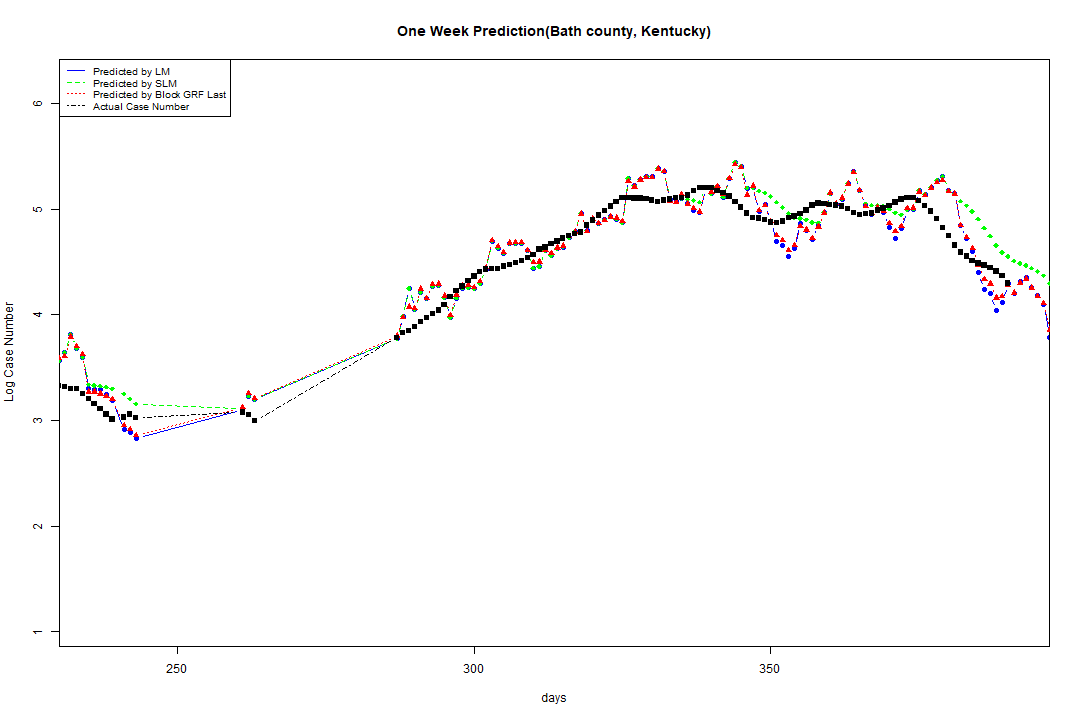 One Week Prediction(Bath county, Kentucky)
Predicted by LM
Predicted by SLM
Predicted by Block GRF Last
Actual Case Number
Log Case Number
6
5
4
3
2
1
250 300 350
days